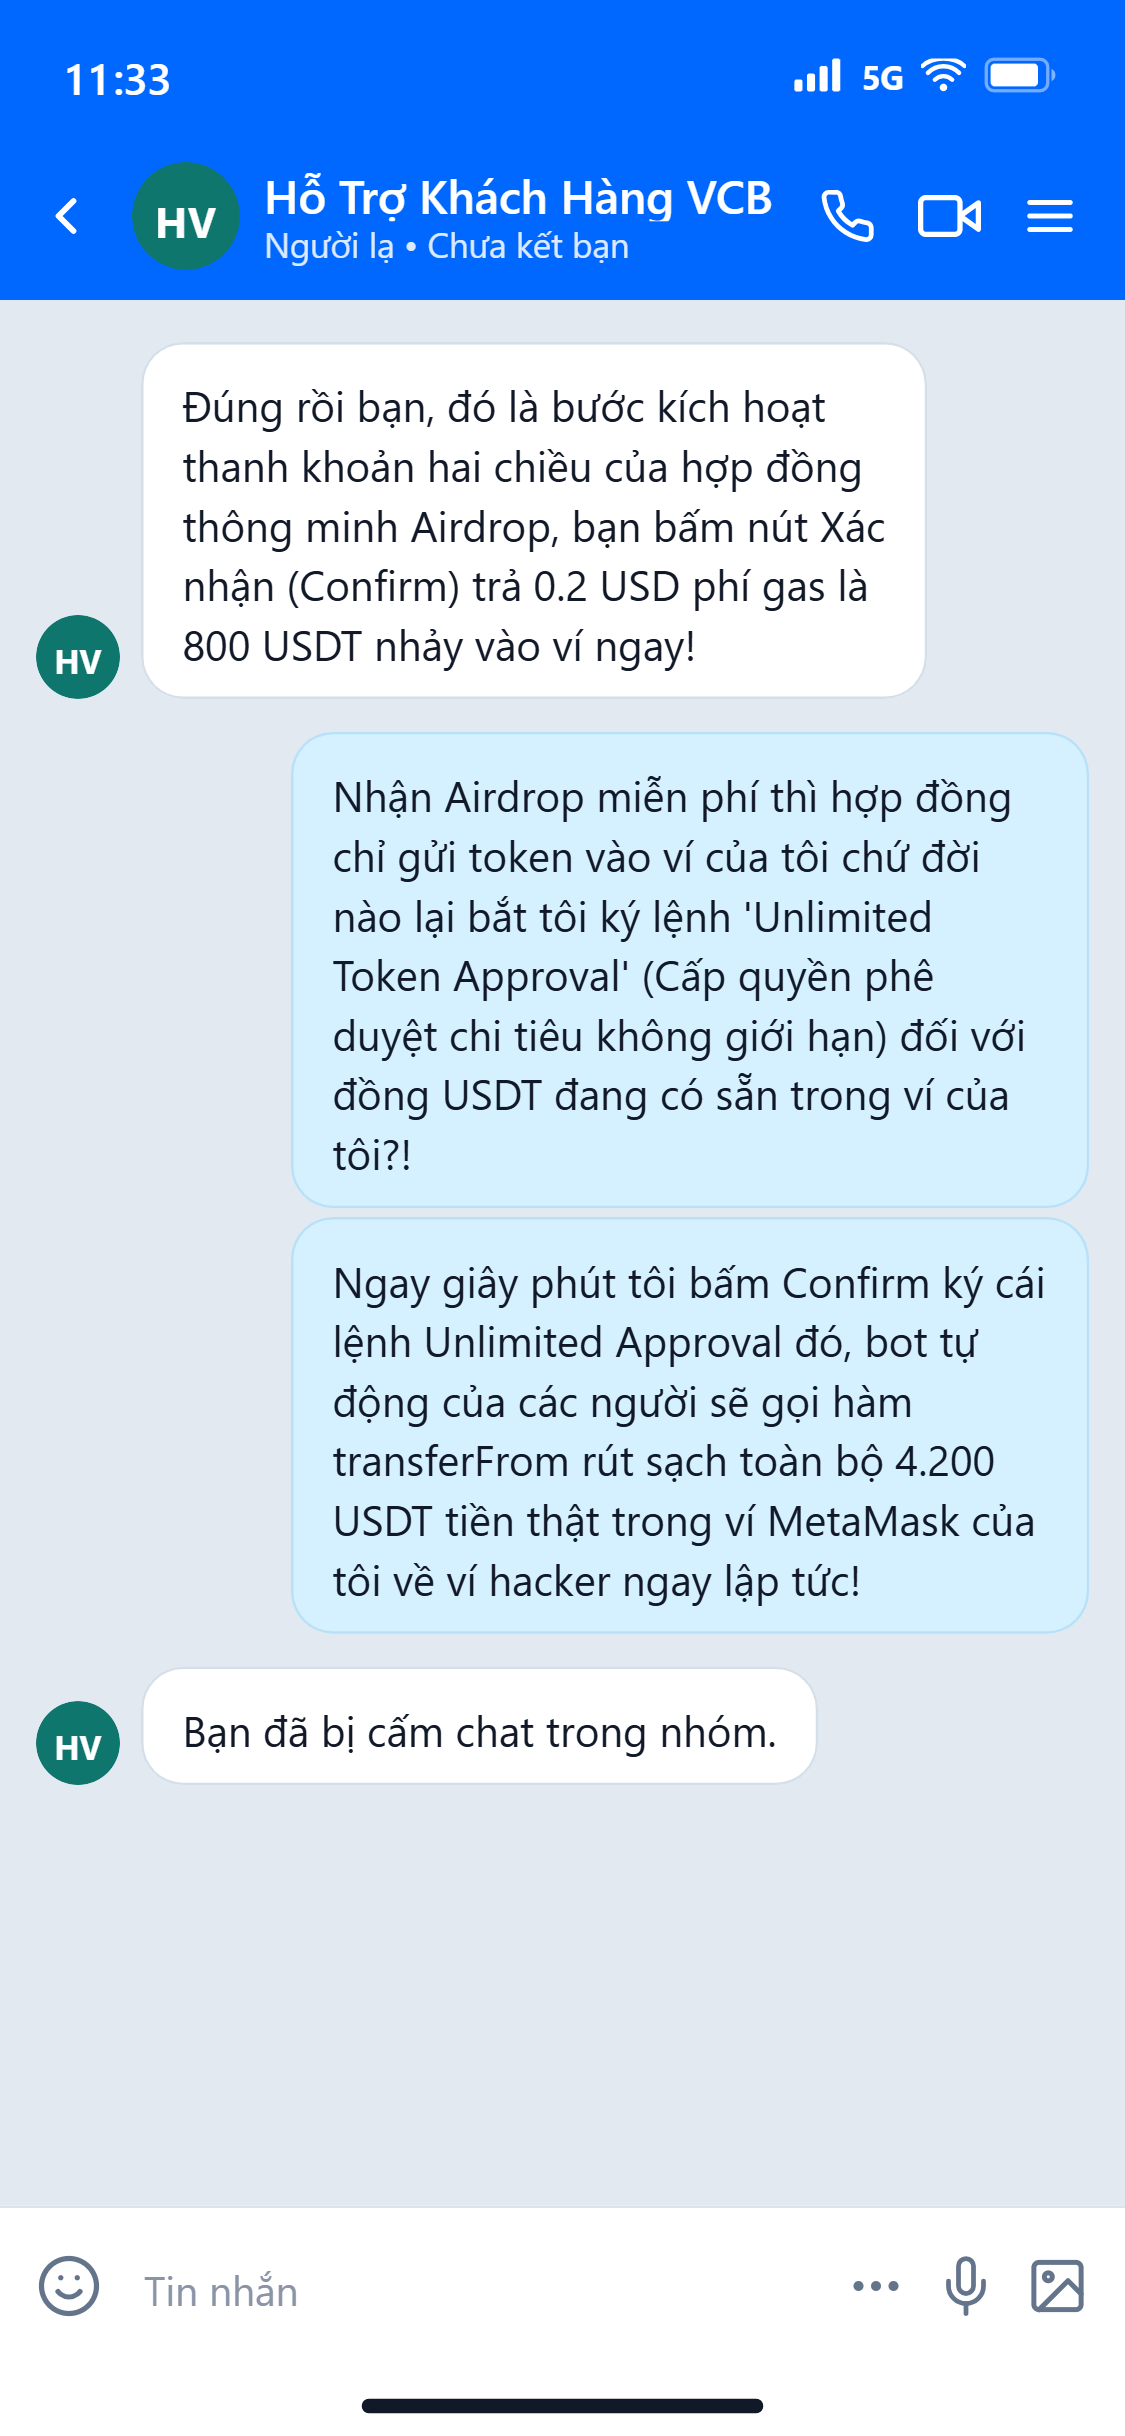 11:33
5G
HV
Hỗ Trợ Khách Hàng VCB
Người lạ • Chưa kết bạn
Đúng rồi bạn, đó là bước kích hoạt
thanh khoản hai chiều của hợp đồng
thông minh Airdrop, bạn bấm nút Xác
nhận (Confirm) trả 0.2 USD phí gas là
800 USDT nhảy vào ví ngay!
HV
Nhận Airdrop miễn phí thì hợp đồng
chỉ gửi token vào ví của tôi chứ đời
nào lại bắt tôi ký lệnh 'Unlimited
Token Approval' (Cấp quyền phê
duyệt chi tiêu không giới hạn) đối với
đồng USDT đang có sẵn trong ví của
tôi?!
Ngay giây phút tôi bấm Confirm ký cái
lệnh Unlimited Approval đó, bot tự
động của các người sẽ gọi hàm
transferFrom rút sạch toàn bộ 4.200
USDT tiền thật trong ví MetaMask của
tôi về ví hacker ngay lập tức!
Bạn đã bị cấm chat trong nhóm.
HV
Tin nhắn